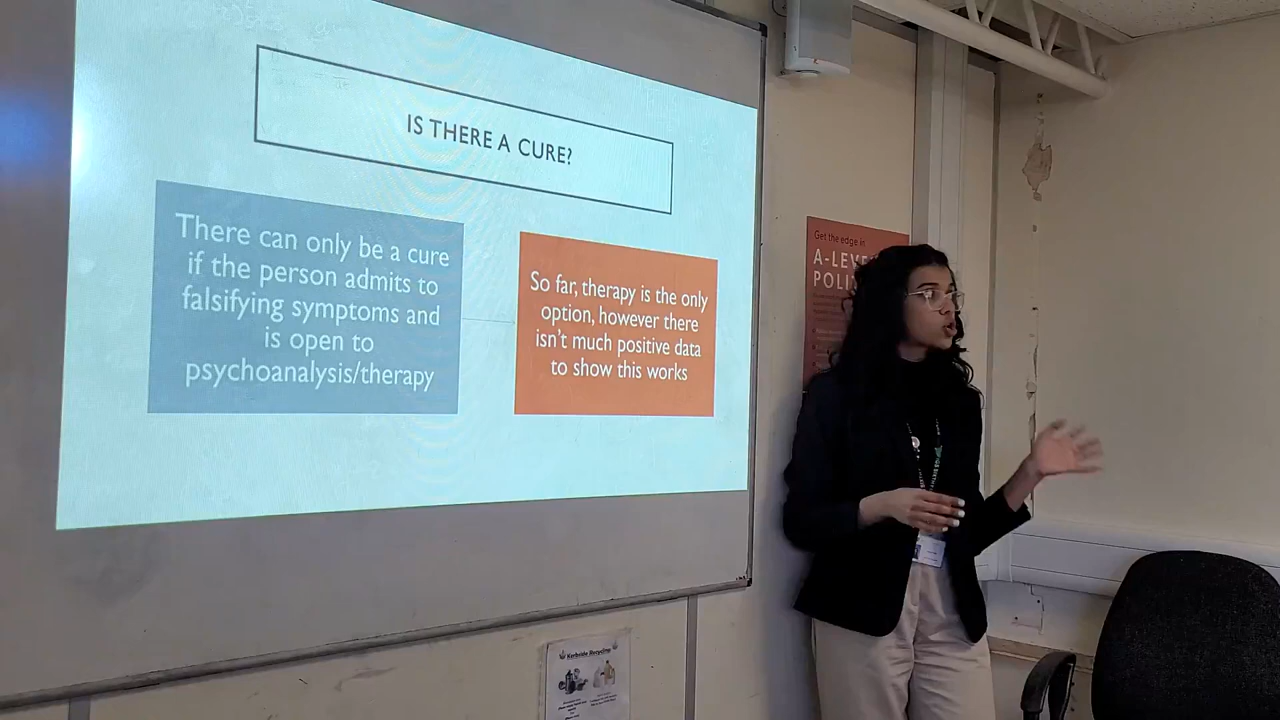 IS THERE A CURE?
There can only be a cure
if the person admits to
falsifying symptoms and
is open to
psychoanalysis/therapy
So far, therapy is the only
option, however there
isn't much positive data
to show this works
Get the edge in
A-LEVE
POLI
Kerbside Recycling